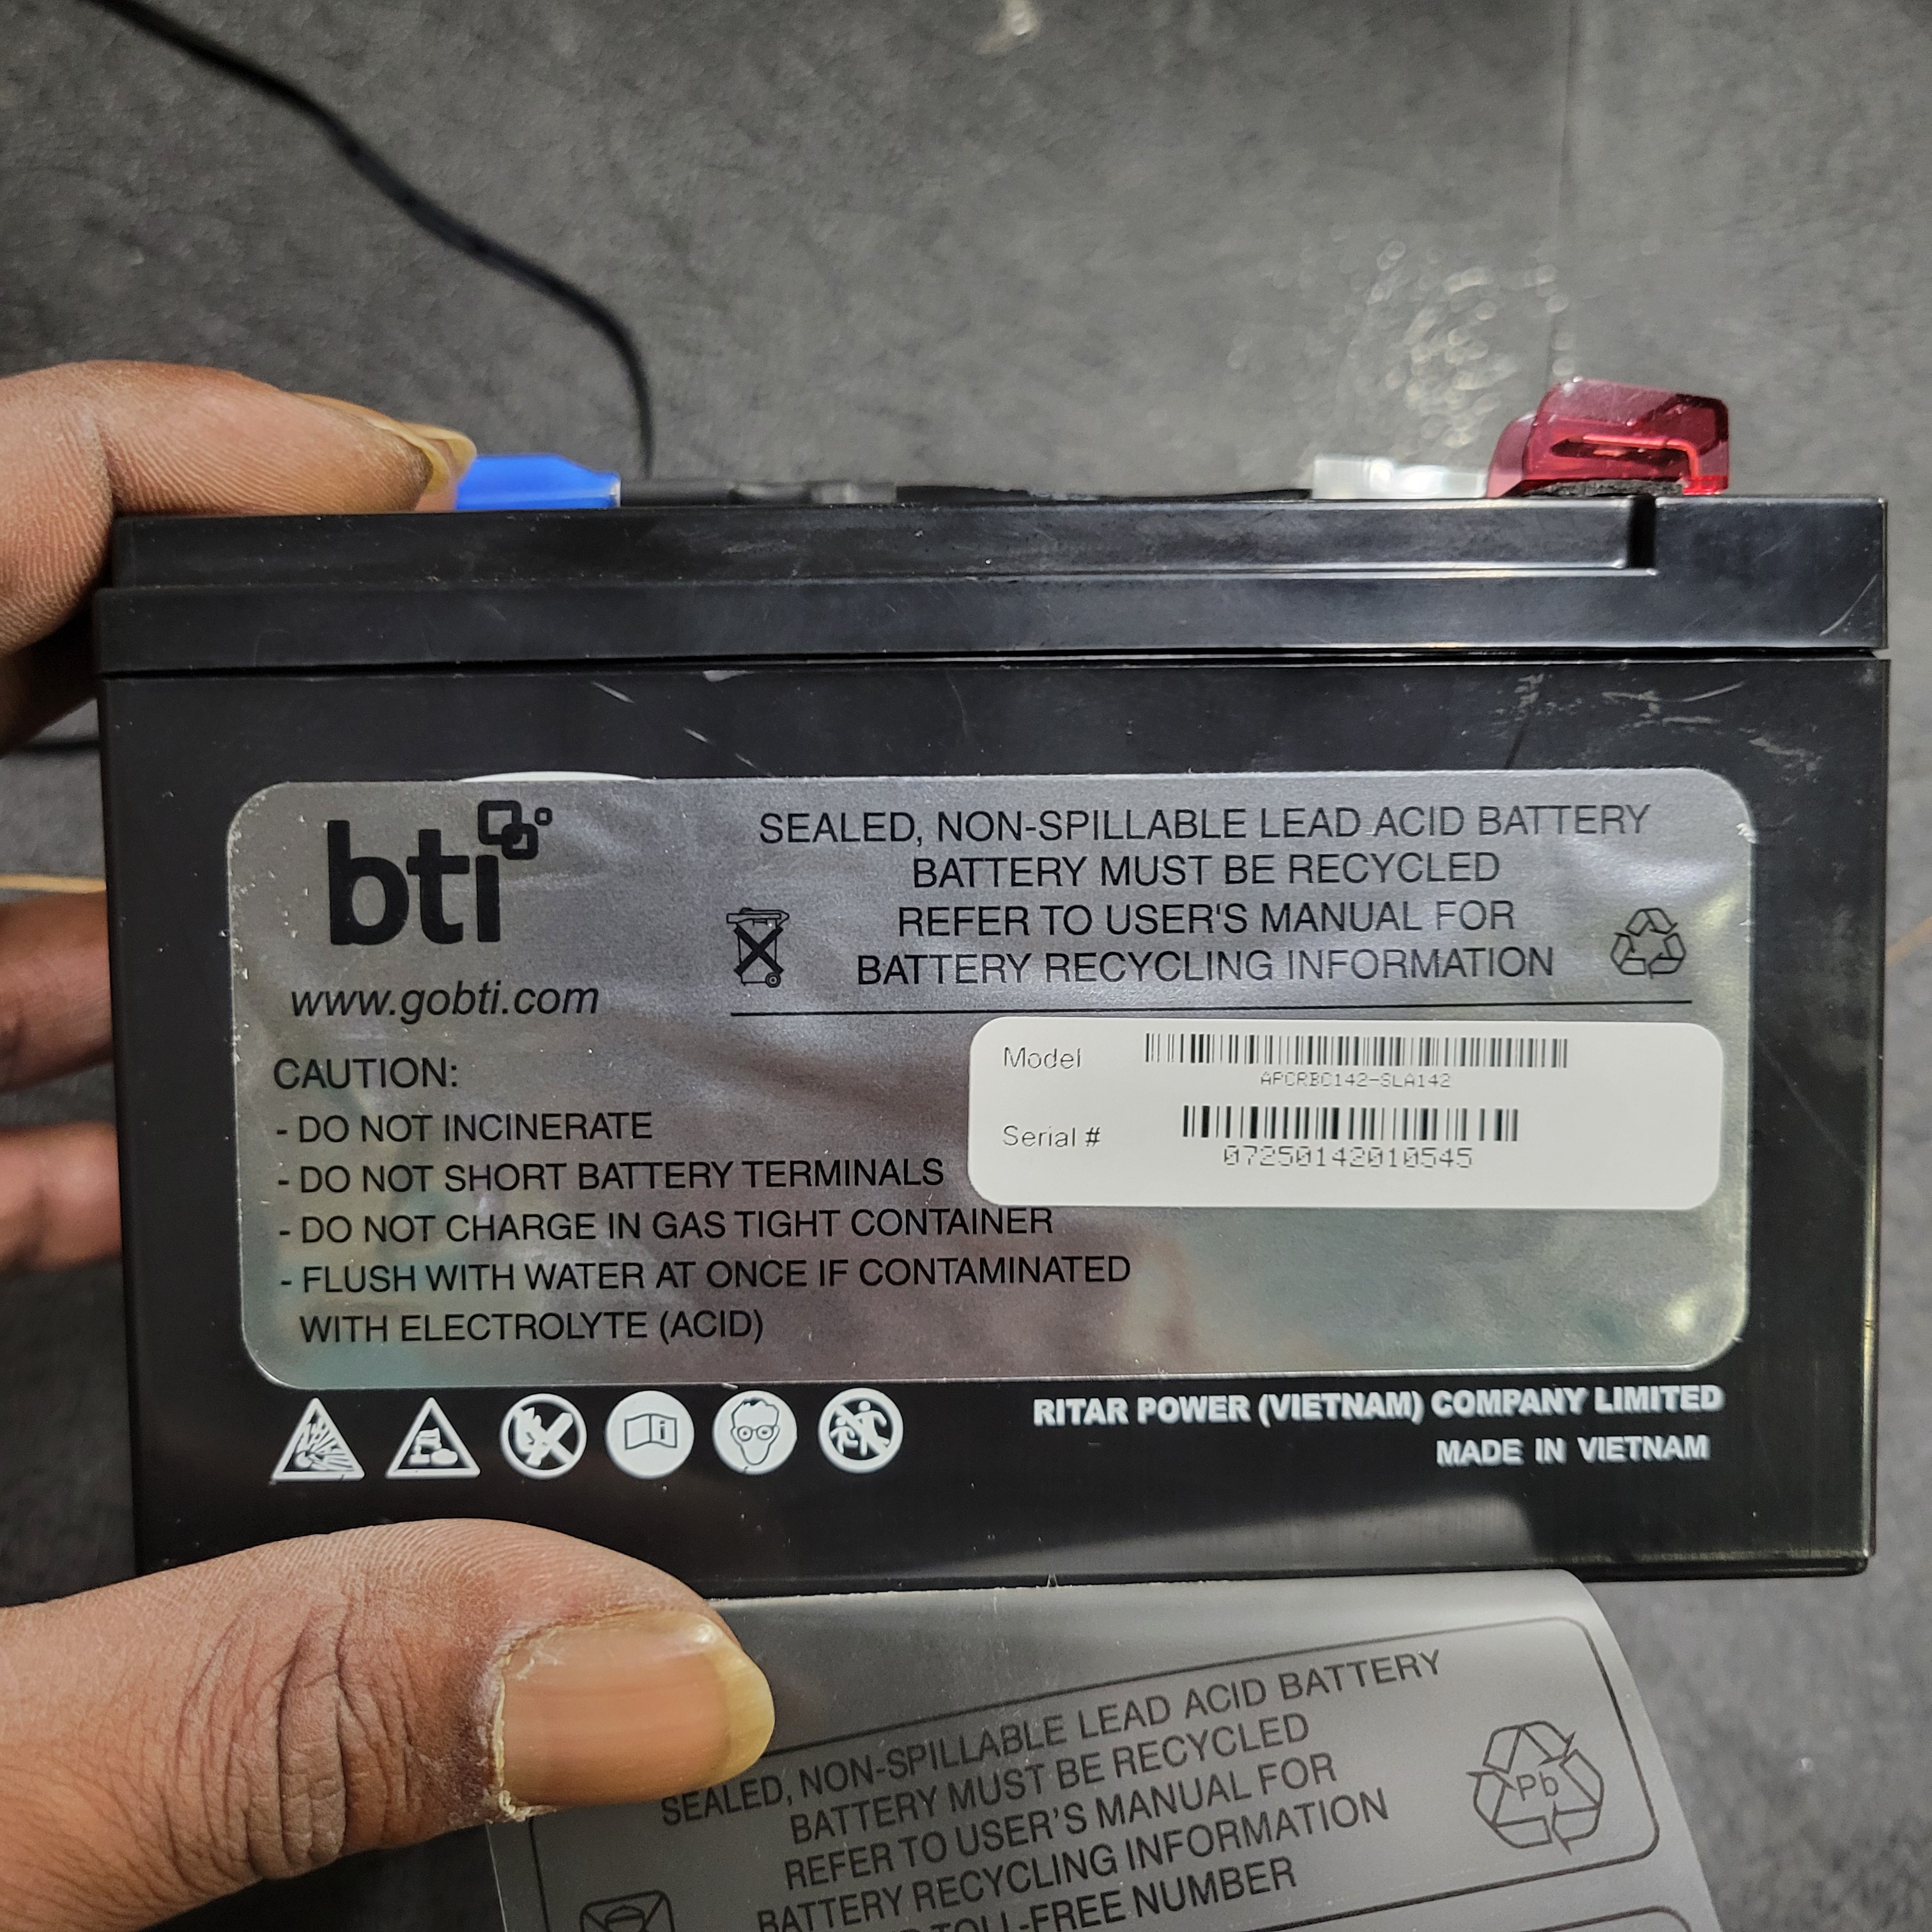 bti
www.gobti.com
SEALED, NON-SPILLABLE LEAD ACID BATTERY
BATTERY MUST BE RECYCLED
REFER TO USER'S MANUAL FOR
BATTERY RECYCLING INFORMATION
CAUTION:
- DO NOT INCINERATE
- DO NOT SHORT BATTERY TERMINALS
- DO NOT CHARGE IN GAS TIGHT CONTAINER
- FLUSH WITH WATER AT ONCE IF CONTAMINATED
WITH ELECTROLYTE (ACID)
Model
APCRBC142-SLA142
Serial #
07250142010545
RITAR POWER (VIETNAM) COMPANY LIMITED
MADE IN VIETNAM
SEALED, NON-SPILLABLE LEAD ACID BATTERY
BATTERY MUST BE RECYCLED
REFER TO USER'S MANUAL FOR
BATTERY RECYCLING INFORMATION
TOLL-FREE NUMBER
Pb